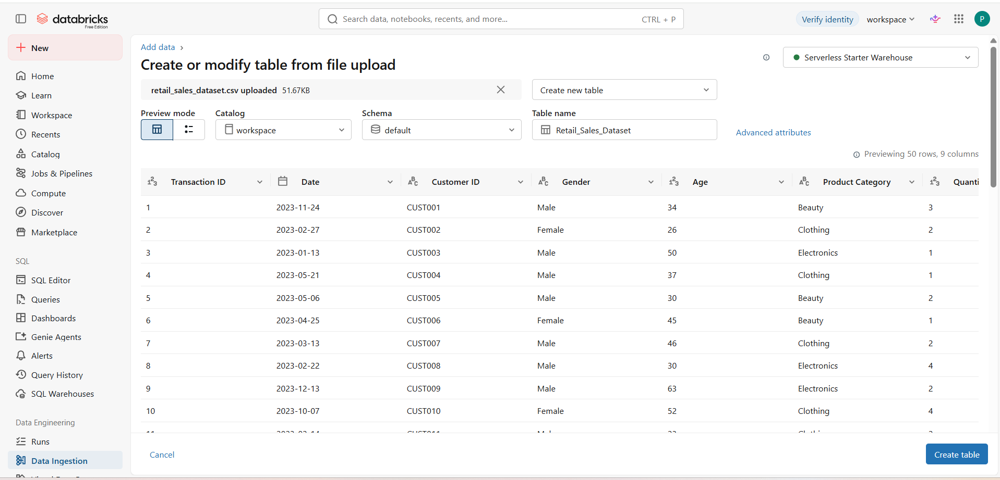 databricks
Free Edition
Search data, notebooks, recents, and more...
CTRL + P
Verify identity
workspace
P
New
Home
Learn
Workspace
Recents
Catalog
Jobs & Pipelines
Compute
Discover
Marketplace
SQL
SQL Editor
Queries
Dashboards
Genie Agents
Alerts
Query History
SQL Warehouses
Data Engineering
Runs
Data Ingestion
Add data ›
Create or modify table from file upload
Serverless Starter Warehouse
retail_sales_dataset.csv uploaded 51.67KB
Create new table
Preview mode Catalog Schema Table name
workspace default Retail_Sales_Dataset Advanced attributes
Previewing 50 rows, 9 columns
Transaction ID Date Customer ID Gender Age Product Category Quanti
1 2023-11-24 CUST001 Male 34 Beauty 3
2 2023-02-27 CUST002 Female 26 Clothing 2
3 2023-01-13 CUST003 Male 50 Electronics 1
4 2023-05-21 CUST004 Male 37 Clothing 1
5 2023-05-06 CUST005 Male 30 Beauty 2
6 2023-04-25 CUST006 Female 45 Beauty 1
7 2023-03-13 CUST007 Male 46 Clothing 2
8 2023-02-22 CUST008 Male 30 Electronics 4
9 2023-12-13 CUST009 Male 63 Electronics 2
10 2023-10-07 CUST010 Female 52 Clothing 4
Cancel
Create table